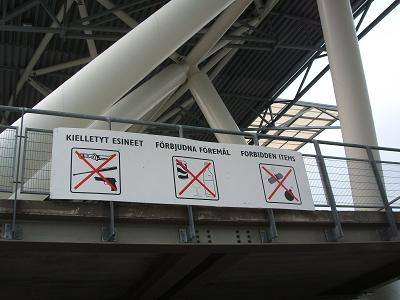 KIELLETYT ESINEET FÖRBJUDNA FÖREMÅL FORBIDDEN ITEMS